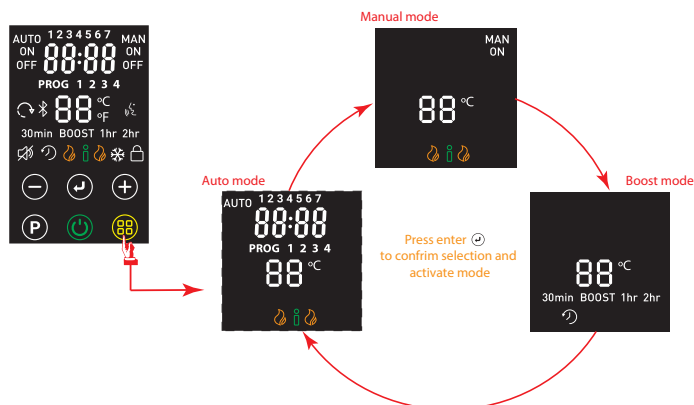 AUTO 1 2 3 4 5 6 7 MAN
ON 88:88 ON
OFF OFF
PROG 1 2 3 4
88 °C
°F
30min BOOST 1hr 2hr
P
Manual mode
MAN
ON
88 °C
Auto mode
AUTO 1 2 3 4 5 6 7
88:88
PROG 1 2 3 4
88 °C
Boost mode
88 °C
30min BOOST 1hr 2hr
Press enter
to confrim selection and
activate mode